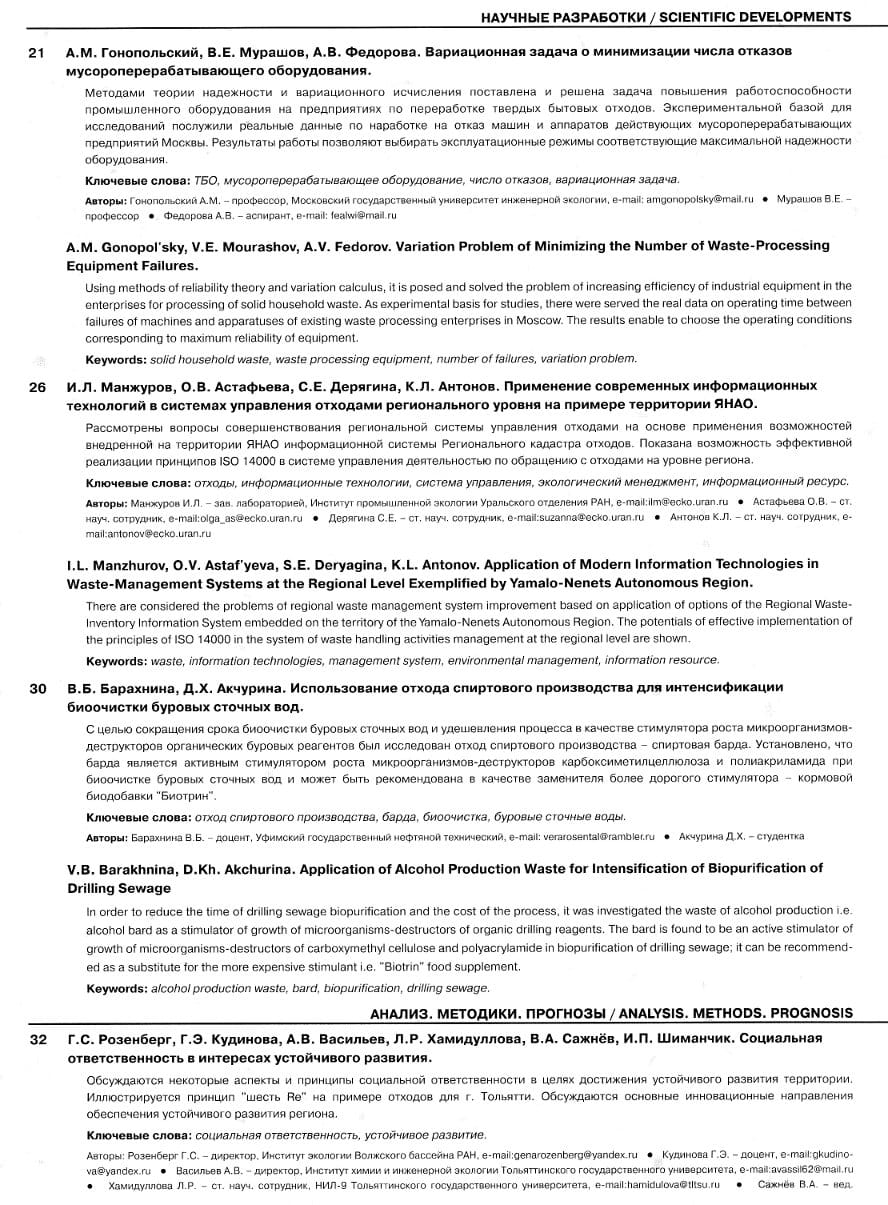 НАУЧНЫЕ РАЗРАБОТКИ / SCIENTIFIC DEVELOPMENTS
21 А.М. Гонопольский, В.Е. Мурашов, А.В. Федорова. Вариационная задача о минимизации числа отказов
мусороперерабатывающего оборудования.
Методами теории надежности и вариационного исчисления поставлена и решена задача повышения работоспособности
промышленного оборудования на предприятиях по переработке твердых бытовых отходов. Экспериментальной базой для
исследований послужили реальные данные по наработке на отказ машин и аппаратов действующих мусороперерабатывающих
предприятий Москвы. Результаты работы позволяют выбирать эксплуатационные режимы соответствующие максимальной надежности
оборудования.
Ключевые слова: ТБО, мусороперерабатывающее оборудование, число отказов, вариационная задача.
Авторы: Гонопольский А.М. – профессор, Московский государственный университет инженерной экологии, e-mail: amgonopolsky@mail.ru ● Мурашов В.Е. –
профессор ● Федорова А.В. – аспирант, e-mail: fealwi@mail.ru
A.M. Gonopol'sky, V.E. Mourashov, A.V. Fedorov. Variation Problem of Minimizing the Number of Waste-Processing
Equipment Failures.
Using methods of reliability theory and variation calculus, it is posed and solved the problem of increasing efficiency of industrial equipment in the
enterprises for processing of solid household waste. As experimental basis for studies, there were served the real data on operating time between
failures of machines and apparatuses of existing waste processing enterprises in Moscow. The results enable to choose the operating conditions
corresponding to maximum reliability of equipment.
Keywords: solid household waste, waste processing equipment, number of failures, variation problem.
26 И.Л. Манжуров, О.В. Астафьева, С.Е. Дерягина, К.Л. Антонов. Применение современных информационных
технологий в системах управления отходами регионального уровня на примере территории ЯНАО.
Рассмотрены вопросы совершенствования региональной системы управления отходами на основе применения возможностей
внедренной на территории ЯНАО информационной системы Регионального кадастра отходов. Показана возможность эффективной
реализации принципов ISO 14000 в системе управления деятельностью по обращению с отходами на уровне региона.
Ключевые слова: отходы, информационные технологии, система управления, экологический менеджмент, информационный ресурс.
Авторы: Манжуров И.Л. – зав. лабораторией, Институт промышленной экологии Уральского отделения РАН, e-mail:ilm@ecko.uran.ru ● Астафьева О.В. – ст.
науч. сотрудник, e-mail:olga_as@ecko.uran.ru ● Дерягина С.Е. – ст. науч. сотрудник, e-mail:suzanna@ecko.uran.ru ● Антонов К.Л. – ст. науч. сотрудник, e-
mail:antonov@ecko.uran.ru
I.L. Manzhurov, O.V. Astaf'yeva, S.E. Deryagina, K.L. Antonov. Application of Modern Information Technologies in
Waste-Management Systems at the Regional Level Exemplified by Yamalo-Nenets Autonomous Region.
There are considered the problems of regional waste management system improvement based on application of options of the Regional Waste-
Inventory Information System embedded on the territory of the Yamalo-Nenets Autonomous Region. The potentials of effective implementation of
the principles of ISO 14000 in the system of waste handling activities management at the regional level are shown.
Keywords: waste, information technologies, management system, environmental management, information resource.
30 В.Б. Барахнина, Д.Х. Акчурина. Использование отхода спиртового производства для интенсификации
биоочистки буровых сточных вод.
С целью сокращения срока биоочистки буровых сточных вод и удешевления процесса в качестве стимулятора роста микроорганизмов-
деструкторов органических буровых реагентов был исследован отход спиртового производства – спиртовая барда. Установлено, что
барда является активным стимулятором роста микроорганизмов-деструкторов карбоксиметилцеллюлоза и полиакриламида при
биоочистке буровых сточных вод и может быть рекомендована в качестве заменителя более дорогого стимулятора – кормовой
биодобавки "Биотрин".
Ключевые слова: отход спиртового производства, барда, биоочистка, буровые сточные воды.
Авторы: Барахнина В.Б. – доцент, Уфимский государственный нефтяной технический, e-mail: verarosental@rambler.ru ● Акчурина Д.Х. – студентка
V.B. Barakhnina, D.Kh. Akchurina. Application of Alcohol Production Waste for Intensification of Biopurification of
Drilling Sewage
In order to reduce the time of drilling sewage biopurification and the cost of the process, it was investigated the waste of alcohol production i.e.
alcohol bard as a stimulator of growth of microorganisms-destructors of organic drilling reagents. The bard is found to be an active stimulator of
growth of microorganisms-destructors of carboxymethyl cellulose and polyacrylamide in biopurification of drilling sewage; it can be recommend-
ed as a substitute for the more expensive stimulant i.e. "Biotrin" food supplement.
Keywords: alcohol production waste, bard, biopurification, drilling sewage.
АНАЛИЗ. МЕТОДИКИ. ПРОГНОЗЫ / ANALYSIS. METHODS. PROGNOSIS
32 Г.С. Розенберг, Г.Э. Кудинова, А.В. Васильев, Л.Р. Хамидуллова, В.А. Сажнёв, И.П. Шиманчик. Социальная
ответственность в интересах устойчивого развития.
Обсуждаются некоторые аспекты и принципы социальной ответственности в целях достижения устойчивого развития территории.
Иллюстрируется принцип "шесть Re" на примере отходов для г. Тольятти. Обсуждаются основные инновационные направления
обеспечения устойчивого развития региона.
Ключевые слова: социальная ответственность, устойчивое развитие.
Авторы: Розенберг Г.С. – директор, Институт экологии Волжского бассейна РАН, e-mail:genarozenberg@yandex.ru ● Кудинова Г.Э. – доцент, e-mail:gkudino-
va@yandex.ru ● Васильев А.В. – директор, Институт химии и инженерной экологии Тольяттинского государственного университета, e-mail:avassil62@mail.ru
● Хамидуллова Л.Р. – ст. науч. сотрудник, НИЛ-9 Тольяттинского государственного университета, e-mail:hamidulova@tltsu.ru ● Сажнёв В.А. – вед.